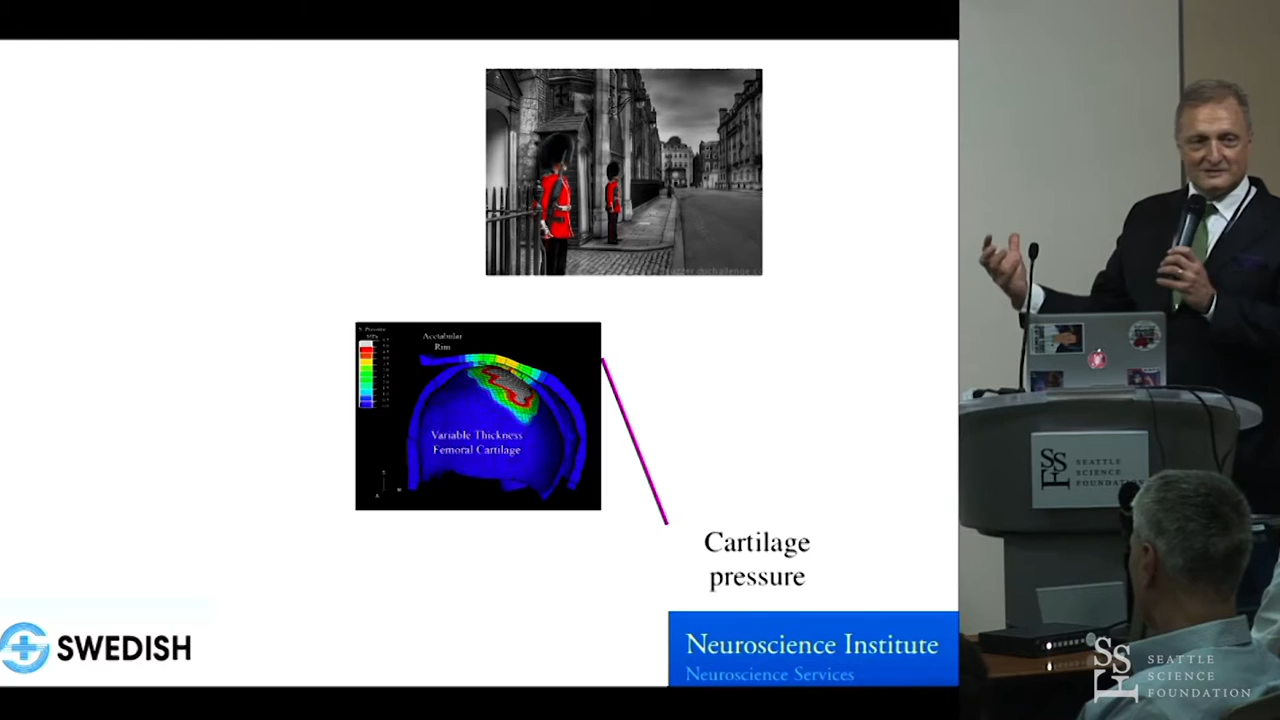 Acetabular
Rim
Variable Thickness
Femoral Cartilage
Cartilage
pressure
SWEDISH
Neuroscience Institute
Neuroscience Services
SEATTLE
SCIENCE
FOUNDATION
SEATTLE
SCIENCE
FOUNDATION